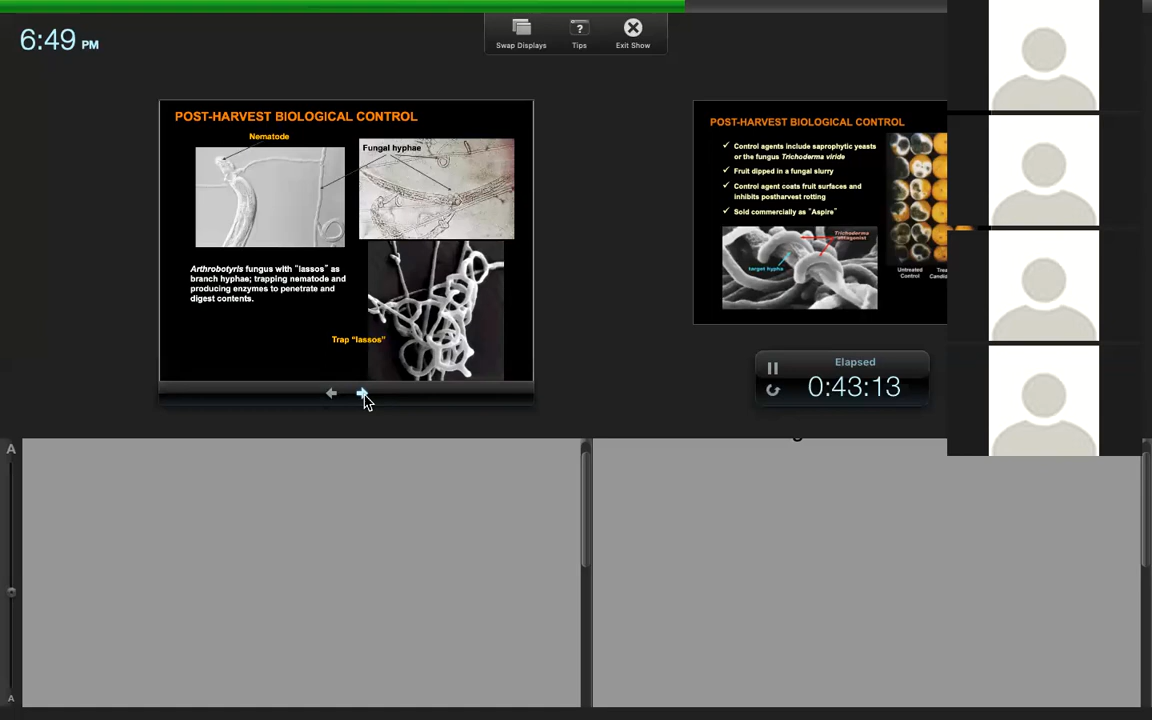 6:49 PM
Swap Displays
Tips
Exit Show
POST-HARVEST BIOLOGICAL CONTROL
Nematode
Fungal hyphae
Arthrobotyris fungus with "lassos" as
branch hyphae; trapping nematode and
producing enzymes to penetrate and
digest contents.
Trap "lassos"
POST-HARVEST BIOLOGICAL CONTROL
✓ Control agents include saprophytic yeasts
or the fungus Trichoderma viride
✓ Fruit dipped in a fungal slurry
✓ Control agent coats fruit surfaces and
inhibits postharvest rotting
✓ Sold commercially as "Aspire"
Trichoderma
antagonist
target hypha
Untreated
Control
Elapsed
0:43:13
A
A